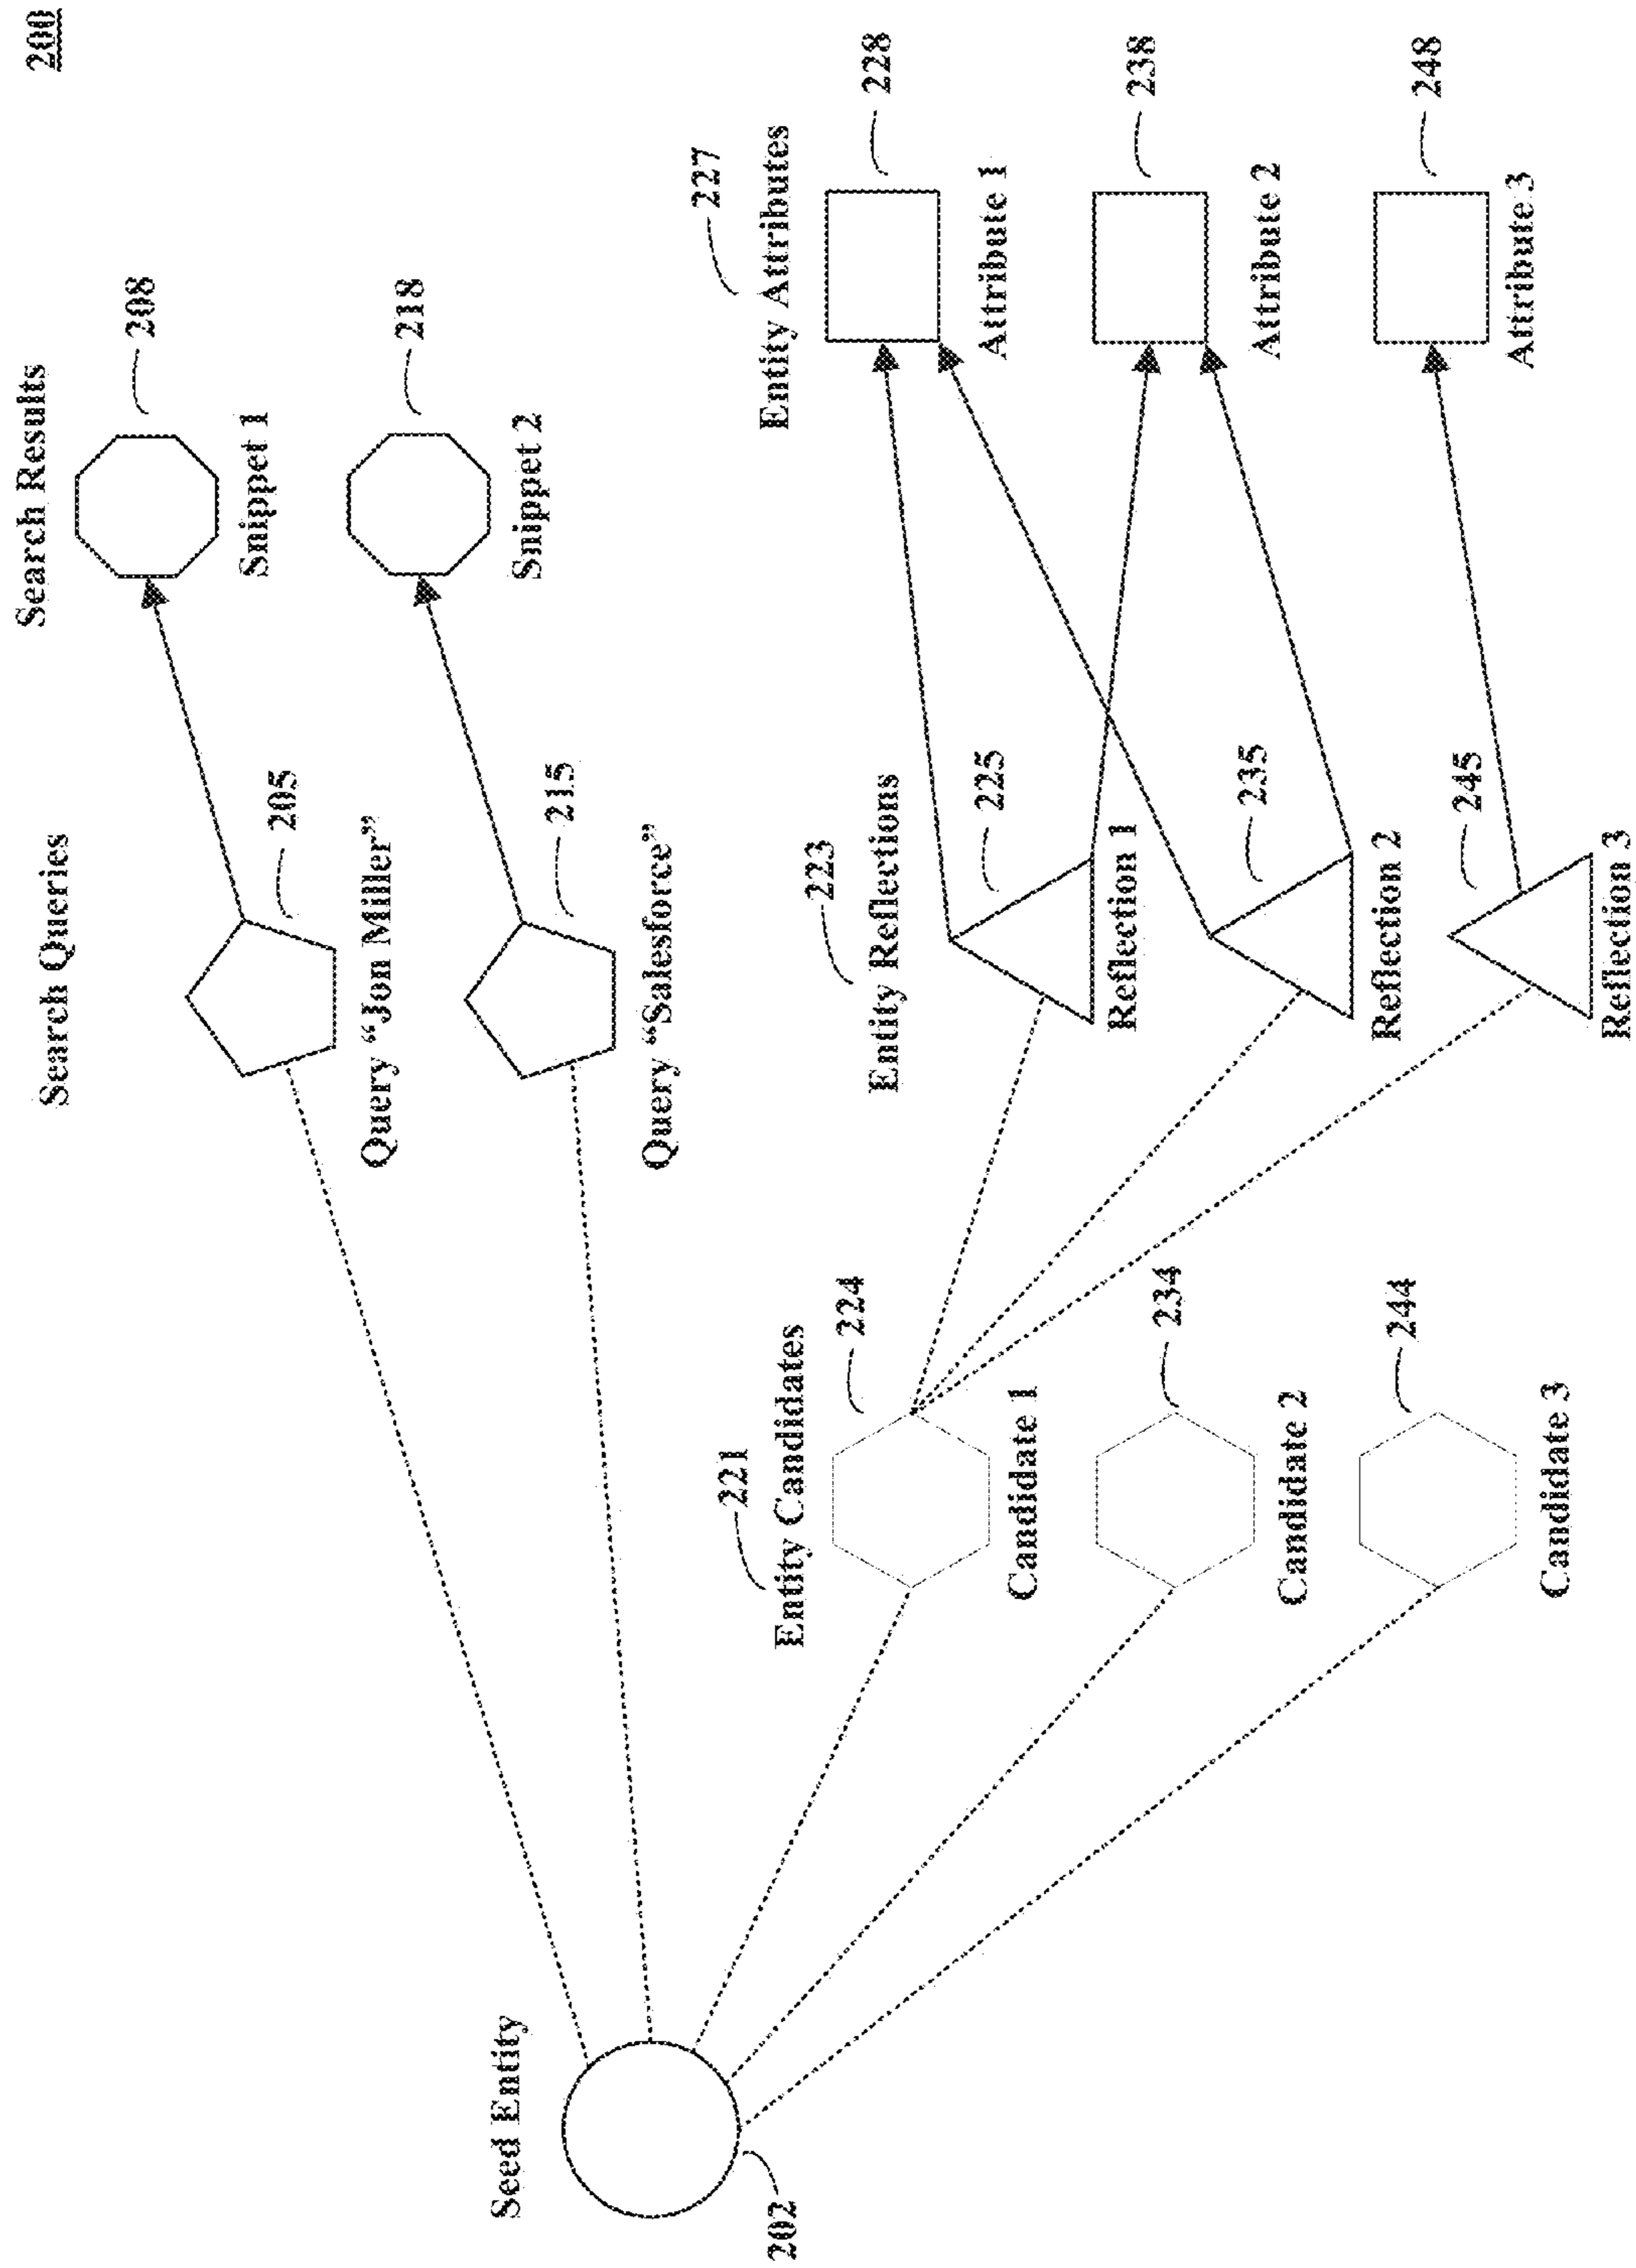 200
Search Results
208
Snippet 1
218
Snippet 2
Search Queries
205
Query “Jon Miller”
215
Query “Salesforce”
Seed Entity
202
227
Entity Attributes
228
Attribute 1
238
Attribute 2
248
Attribute 3
223
Entity Reflections
225
Reflection 1
235
Reflection 2
245
Reflection 3
221
Entity Candidates
224
Candidate 1
234
Candidate 2
244
Candidate 3